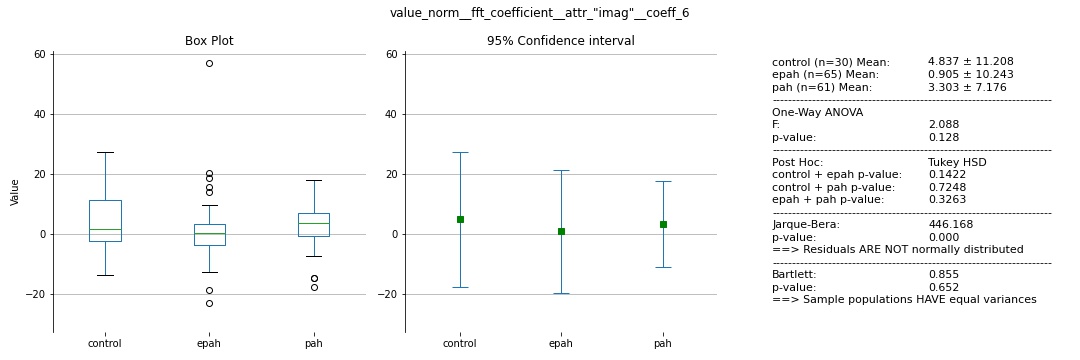 value_norm__fft_coefficient__attr_"imag"__coeff_6
Box Plot
Value
60
40
20
0
−20
control
epah
pah
95% Confidence interval
60
40
20
0
−20
control
epah
pah
control (n=30) Mean: 4.837 ± 11.208
epah (n=65) Mean: 0.905 ± 10.243
pah (n=61) Mean: 3.303 ± 7.176
One-Way ANOVA
F: 2.088
p-value: 0.128
Post Hoc: Tukey HSD
control + epah p-value: 0.1422
control + pah p-value: 0.7248
epah + pah p-value: 0.3263
Jarque-Bera: 446.168
p-value: 0.000
==> Residuals ARE NOT normally distributed
Bartlett: 0.855
p-value: 0.652
==> Sample populations HAVE equal variances